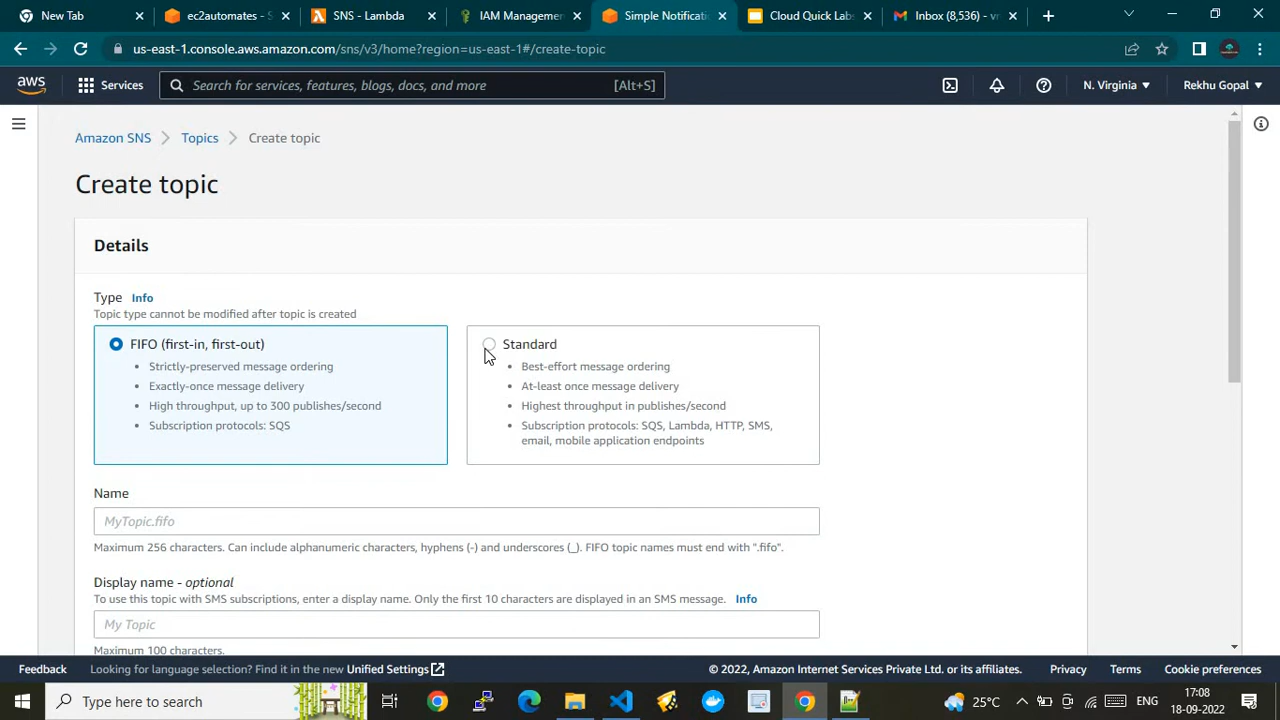 New Tab
ec2automates - S
SNS - Lambda
IAM Managemen
Simple Notificati
Cloud Quick Lab
Inbox (8,536) - vr
us-east-1.console.aws.amazon.com/sns/v3/home?region=us-east-1#/create-topic
aws
Services
Search for services, features, blogs, docs, and more
[Alt+S]
N. Virginia
Rekhu Gopal
Amazon SNS
Topics
Create topic
Create topic
Details
Type Info
Topic type cannot be modified after topic is created
FIFO (first-in, first-out)
• Strictly-preserved message ordering
• Exactly-once message delivery
• High throughput, up to 300 publishes/second
• Subscription protocols: SQS
Standard
• Best-effort message ordering
• At-least once message delivery
• Highest throughput in publishes/second
• Subscription protocols: SQS, Lambda, HTTP, SMS,
email, mobile application endpoints
Name
MyTopic.fifo
Maximum 256 characters. Can include alphanumeric characters, hyphens (-) and underscores (_). FIFO topic names must end with ".fifo".
Display name - optional
To use this topic with SMS subscriptions, enter a display name. Only the first 10 characters are displayed in an SMS message. Info
My Topic
Maximum 100 characters.
Feedback
Looking for language selection? Find it in the new Unified Settings
© 2022, Amazon Internet Services Private Ltd. or its affiliates.
Privacy
Terms
Cookie preferences
Type here to search
25°C
ENG
17:08
18-09-2022